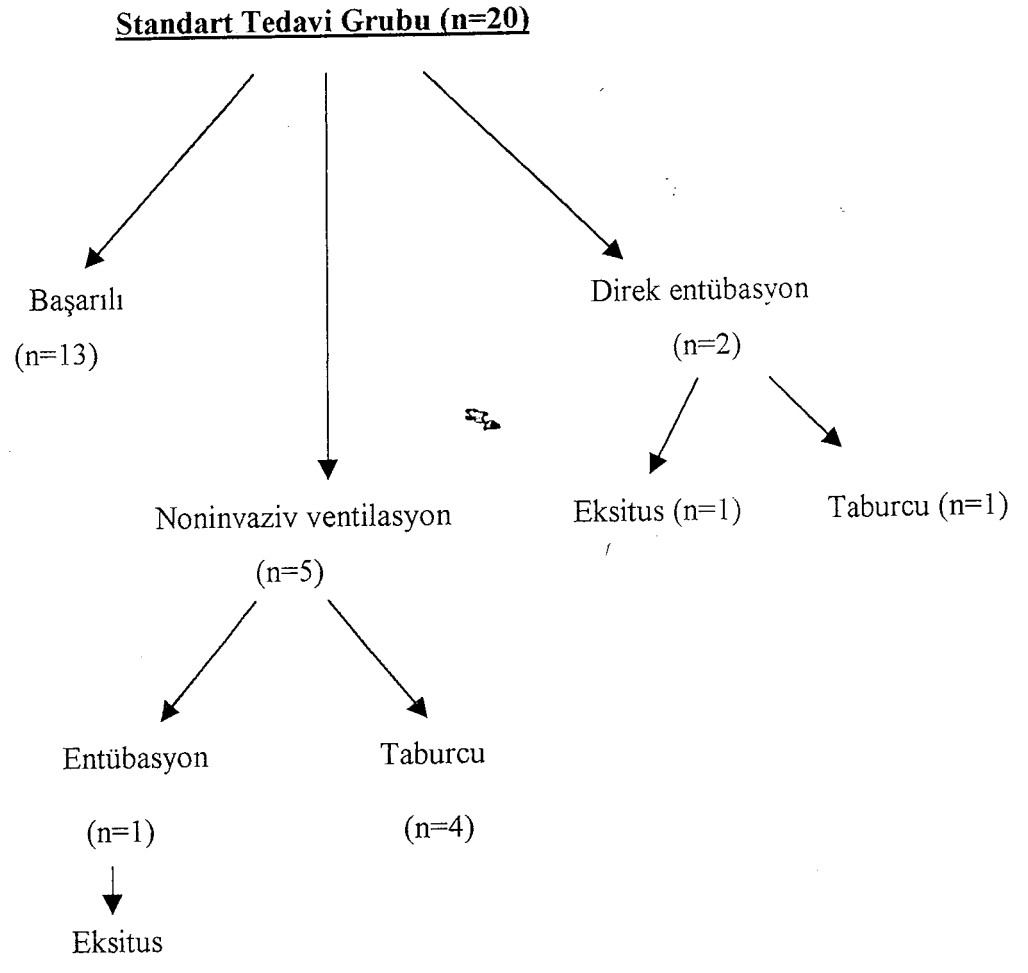 Standart Tedavi Grubu (n=20)
Başarılı
(n=13)
Direk entübasyon
(n=2)
Eksitus (n=1)
Taburcu (n=1)
Noninvaziv ventilasyon
(n=5)
Entübasyon
(n=1)
Eksitus
Taburcu
(n=4)